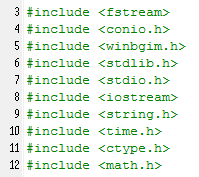 3 #include <fstream>
4 #include <conio.h>
5 #include <winbgim.h>
6 #include <stdlib.h>
7 #include <stdio.h>
8 #include <iostream>
9 #include <string.h>
10 #include <time.h>
11 #include <ctype.h>
12 #include <math.h>